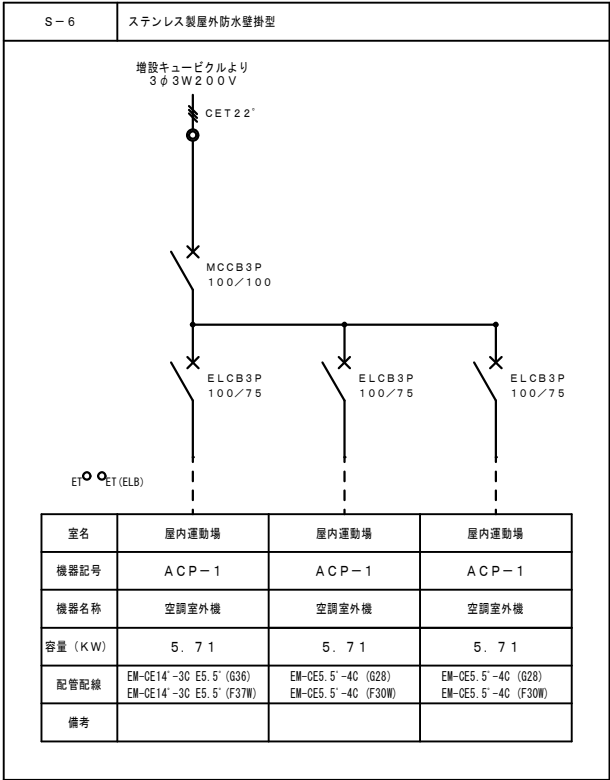 S－6 ステンレス製屋外防水壁掛型
増設キュービクルより
3φ3W200V
CET22°
MCCB3P
100／100
ELCB3P ELCB3P ELCB3P
100／75 100／75 100／75
ET ET(ELB)
室名 屋内運動場 屋内運動場 屋内運動場
機器記号 ACP－1 ACP－1 ACP－1
機器名称 空調室外機 空調室外機 空調室外機
容量（KW） 5．71 5．71 5．71
配管配線 EM-CE14°-3C E5.5°(G36) EM-CE5.5°-4C (G28) EM-CE5.5°-4C (G28)
EM-CE14°-3C E5.5°(F37W) EM-CE5.5°-4C (F30W) EM-CE5.5°-4C (F30W)
備考